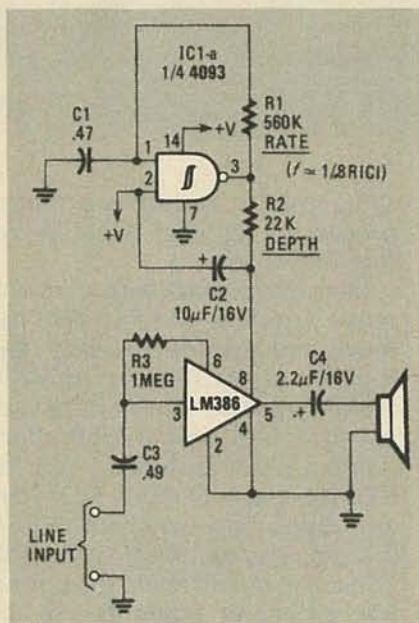 IC1-a
1/4 4093
C1
.47
1
14
+V
2
3
7
+V
R1
560K
RATE
(f ≈ 1/.8R1C1)
R2
22K
DEPTH
+
C2
10µF/16V
R3
1MEG
6
8
LM386
3
5
4
2
C4
2.2µF/16V
+
C3
.49
LINE
INPUT